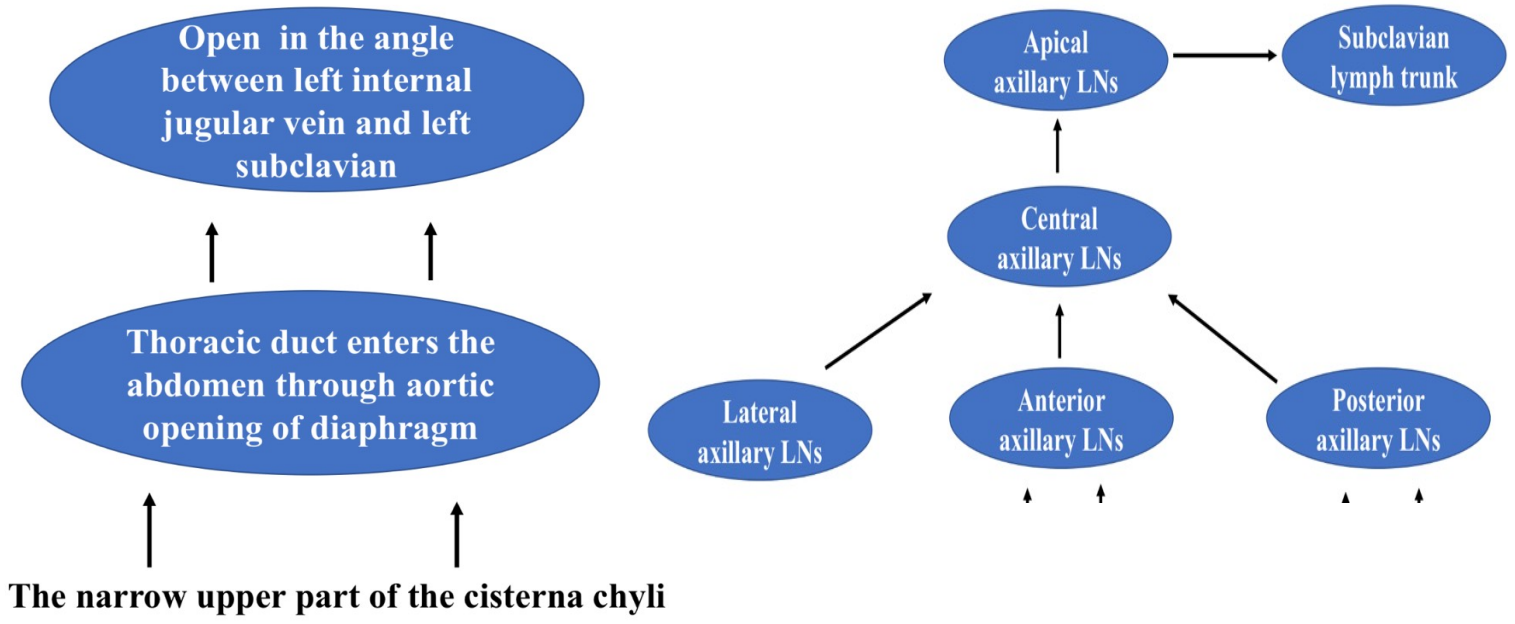 Open in the angle
between left internal
jugular vein and left
subclavian
Thoracic duct enters the
abdomen through aortic
opening of diaphragm
The narrow upper part of the cisterna chyli
Apical
axillary LNs
Subclavian
lymph trunk
Central
axillary LNs
Lateral
axillary LNs
Anterior
axillary LNs
Posterior
axillary LNs